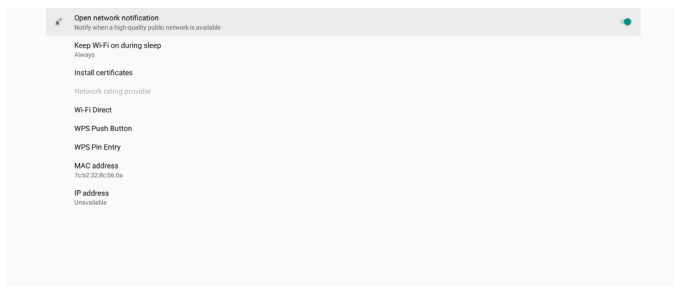 Open network notification
Notify when a high-quality public network is available
Keep Wi-Fi on during sleep
Always
Install certificates
Network rating provider
Wi-Fi Direct
WPS Push Button
WPS Pin Entry
MAC address
7c:b2:32:8c:06:0a
IP address
Unavailable